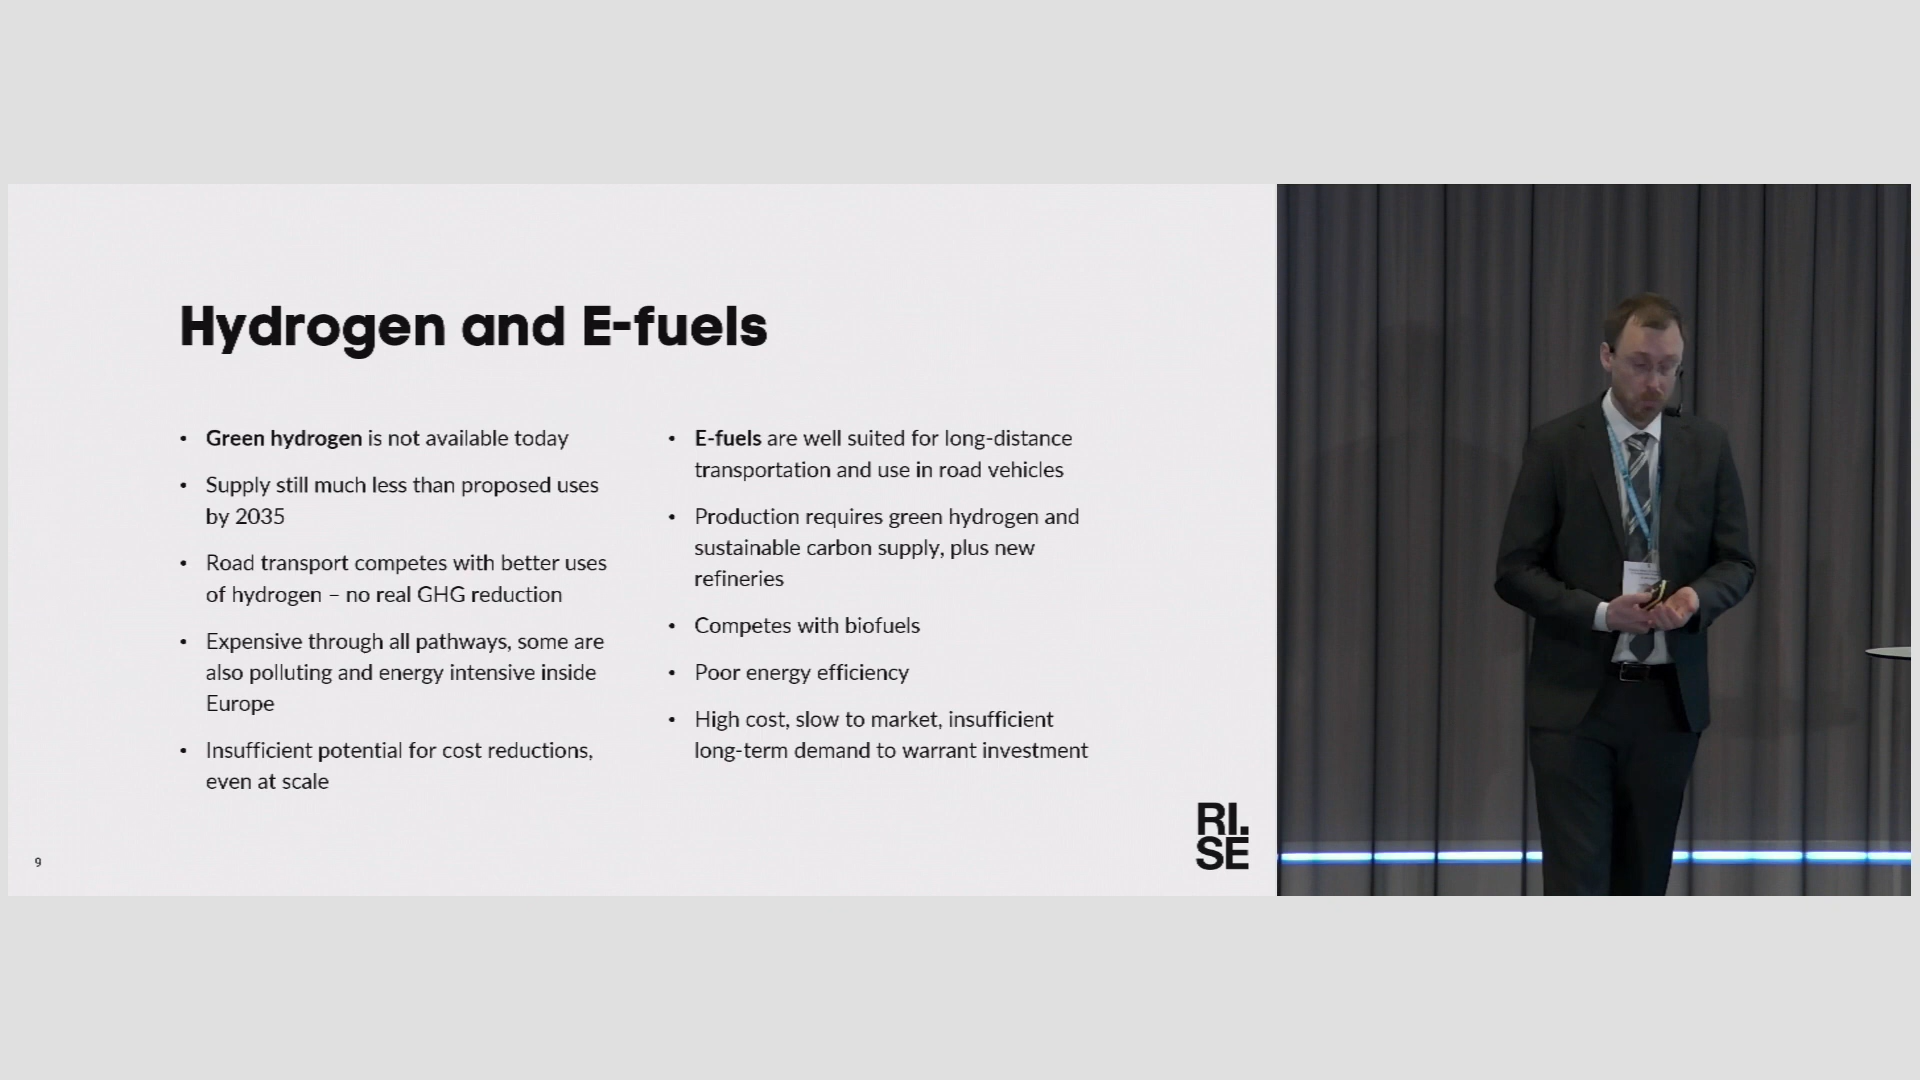 Hydrogen and E-fuels
• Green hydrogen is not available today
• Supply still much less than proposed uses
by 2035
• Road transport competes with better uses
of hydrogen – no real GHG reduction
• Expensive through all pathways, some are
also polluting and energy intensive inside
Europe
• Insufficient potential for cost reductions,
even at scale
• E-fuels are well suited for long-distance
transportation and use in road vehicles
• Production requires green hydrogen and
sustainable carbon supply, plus new
refineries
• Competes with biofuels
• Poor energy efficiency
• High cost, slow to market, insufficient
long-term demand to warrant investment
9
RI.
SE